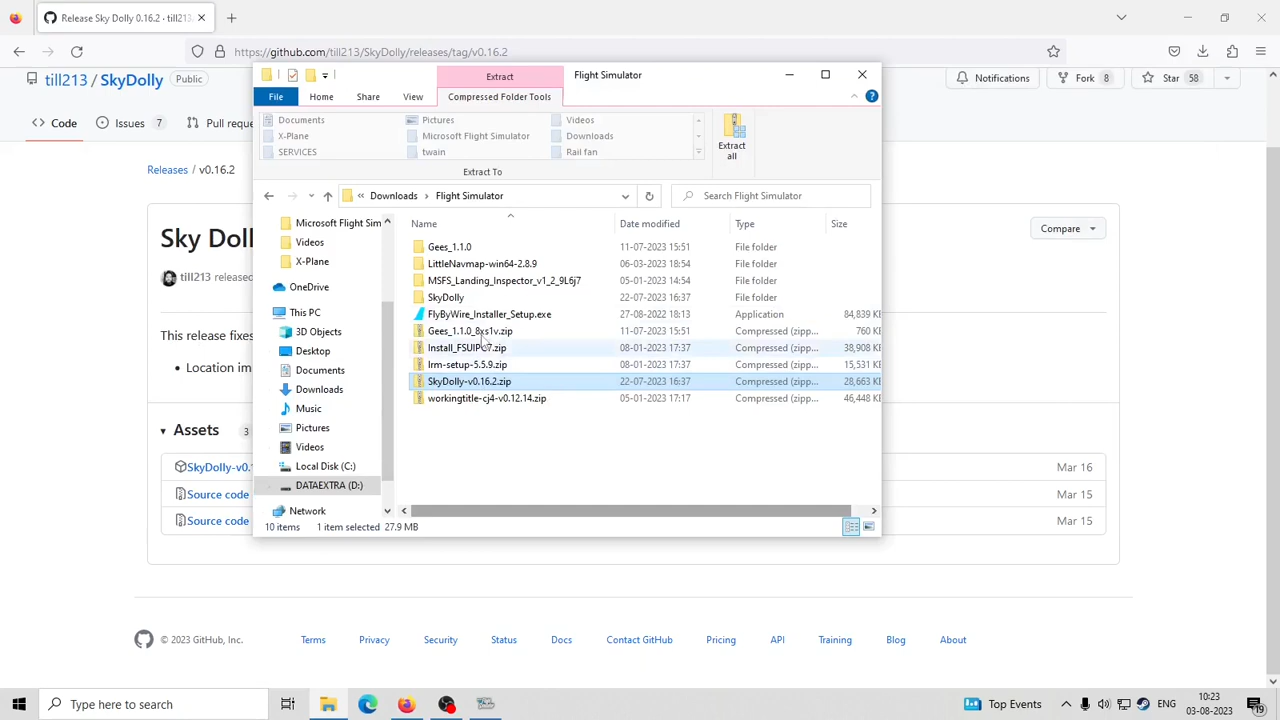 Release Sky Dolly 0.16.2 · till213
https://github.com/till213/SkyDolly/releases/tag/v0.16.2
till213 / SkyDolly Public
Notifications
Fork 8
Star 58
Code
Issues 7
Pull reque
Releases / v0.16.2
Sky Doll
till213 released
Compare
This release fixes
• Location im
Assets 3
SkyDolly-v0.1
Mar 16
Source code
Mar 15
Source code
Mar 15
© 2023 GitHub, Inc.
Terms
Privacy
Security
Status
Docs
Contact GitHub
Pricing
API
Training
Blog
About
Extract
Flight Simulator
File
Home
Share
View
Compressed Folder Tools
Documents
Pictures
Videos
X-Plane
Microsoft Flight Simulator
Downloads
SERVICES
twain
Rail fan
Extract
all
Extract To
« Downloads › Flight Simulator
Search Flight Simulator
Microsoft Flight Sim
Videos
X-Plane
OneDrive
This PC
3D Objects
Desktop
Documents
Downloads
Music
Pictures
Videos
Local Disk (C:)
DATAEXTRA (D:)
Network
Name Date modified Type Size
Gees_1.1.0 11-07-2023 15:51 File folder
LittleNavmap-win64-2.8.9 06-03-2023 18:54 File folder
MSFS_Landing_Inspector_v1_2_9L6j7 05-01-2023 14:54 File folder
SkyDolly 22-07-2023 16:37 File folder
FlyByWire_Installer_Setup.exe 27-08-2022 18:13 Application 84,839 KB
Gees_1.1.0_8xs1v.zip 11-07-2023 15:51 Compressed (zipp... 760 KB
Install_FSUIPC7.zip 08-01-2023 17:37 Compressed (zipp... 38,908 KB
lrm-setup-5.5.9.zip 08-01-2023 17:37 Compressed (zipp... 15,531 KB
SkyDolly-v0.16.2.zip 22-07-2023 16:37 Compressed (zipp... 28,663 KB
workingtitle-cj4-v0.12.14.zip 05-01-2023 17:17 Compressed (zipp... 46,448 KB
10 items 1 item selected 27.9 MB
Type here to search
Top Events
ENG
10:23
03-08-2023
19